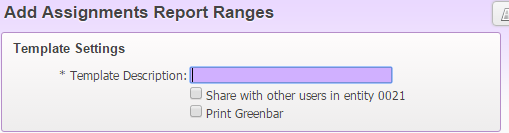 Add Assignments Report Ranges
Template Settings
* Template Description:
Share with other users in entity 0021
Print Greenbar